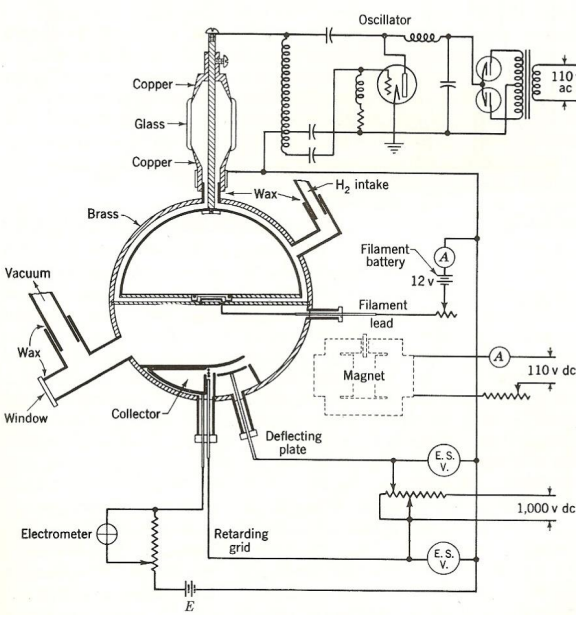 Oscillator
Copper
110
ac
Glass
Copper
Wax
H2 intake
Brass
Filament
battery
A
12 v
Vacuum
Filament
lead
Wax
Magnet
A
110 v dc
Window
Collector
Deflecting
plate
E. S.
V.
1,000 v dc
Electrometer
Retarding
grid
E. S.
V.
E